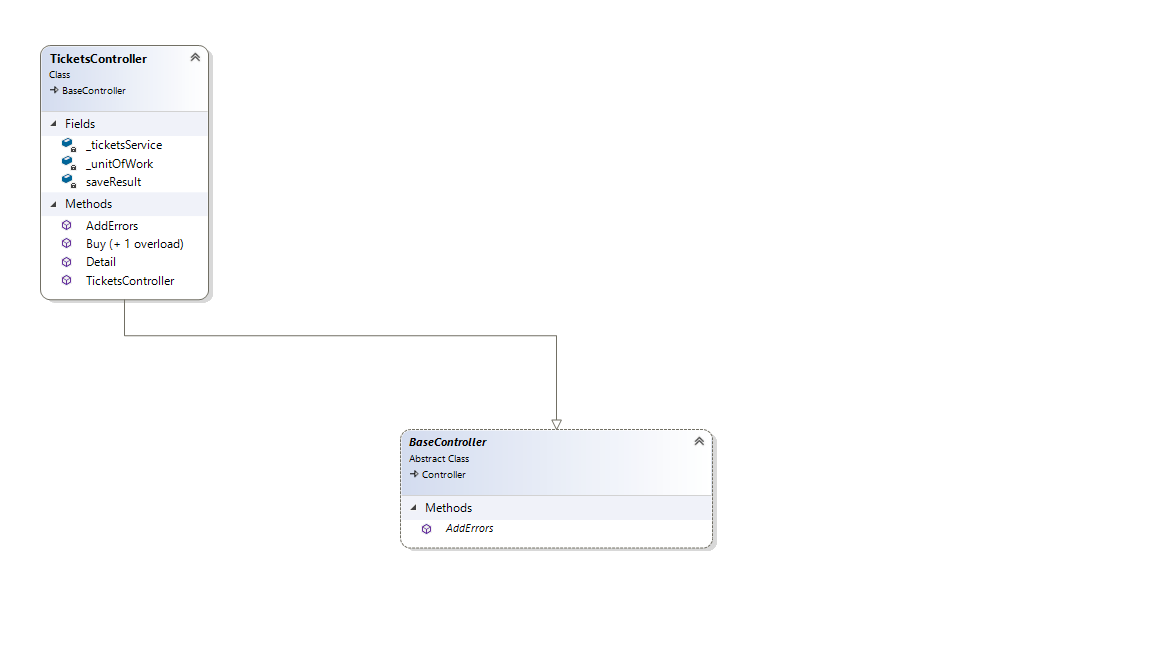 TicketsController
Class
BaseController
Fields
_ticketsService
_unitOfWork
saveResult
Methods
AddErrors
Buy (+ 1 overload)
Detail
TicketsController
BaseController
Abstract Class
Controller
Methods
AddErrors